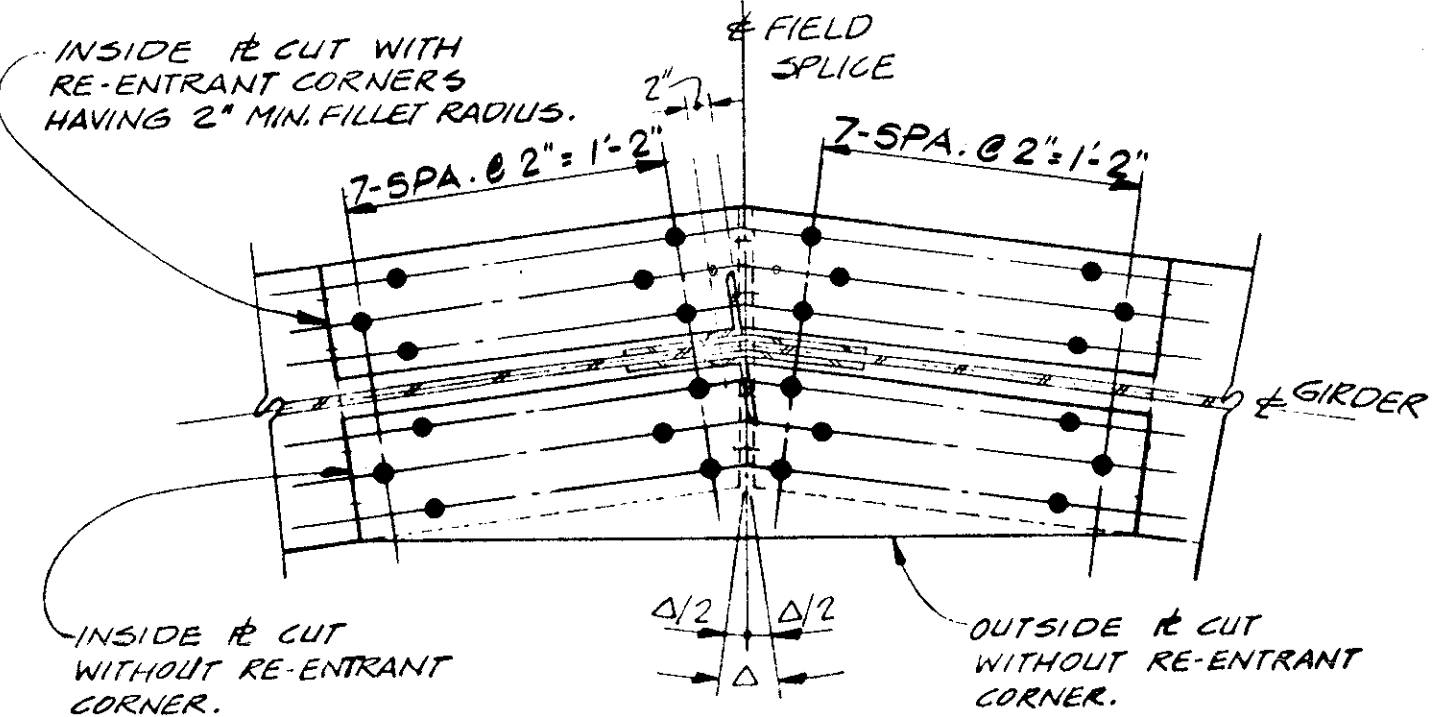 INSIDE ⅊ CUT WITH
RE-ENTRANT CORNERS
HAVING 2" MIN. FILLET RADIUS.
℄ FIELD
SPLICE
2"
7-SPA. @ 2" = 1'-2"
7-SPA. @ 2" = 1'-2"
℄ GIRDER
Δ/2
Δ/2
Δ
INSIDE ⅊ CUT
WITHOUT RE-ENTRANT
CORNER.
OUTSIDE ⅊ CUT
WITHOUT RE-ENTRANT
CORNER.